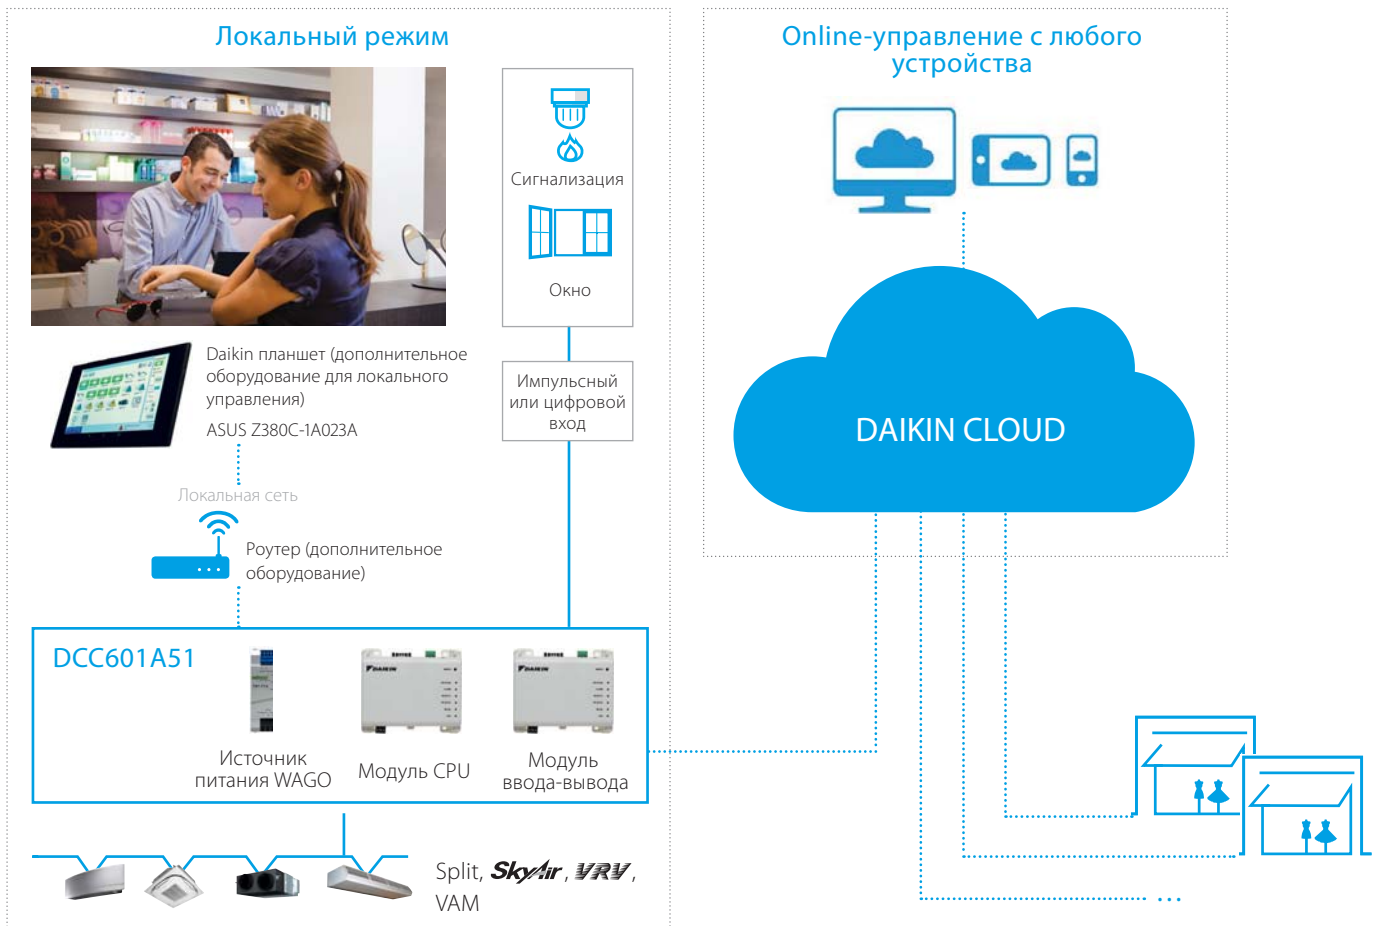 Локальный режим
Сигнализация
Окно
Daikin планшет (дополнительное
оборудование для локального
управления)
ASUS Z380C-1A023A
Импульсный
или цифровой
вход
Локальная сеть
Роутер (дополнительное
оборудование)
DCC601A51
DAIKIN
DAIKIN
Источник
питания WAGO
Модуль CPU
Модуль
ввода-вывода
Split, SkyAir, VRV,
VAM
Online-управление с любого
устройства
DAIKIN CLOUD
...